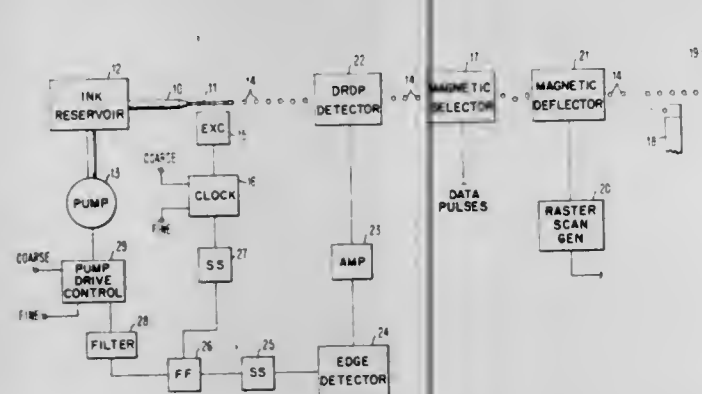 12
INK
RESERVOIR
10
11
14
22
DRDP
DETECTOR
14
17
MAGNETIC
SELECTOR
21
MAGNETIC
DEFLECTOR
14
19
18
EXC
15
COARSE
FINE
CLOCK
16
13
PUMP
DATA
PULSES
20
RASTER
SCAN
GEN
COARSE
FINE
29
PUMP
DRIVE
CONTROL
SS
27
23
AMP
28
FILTER
26
FF
25
SS
24
EDGE
DETECTOR